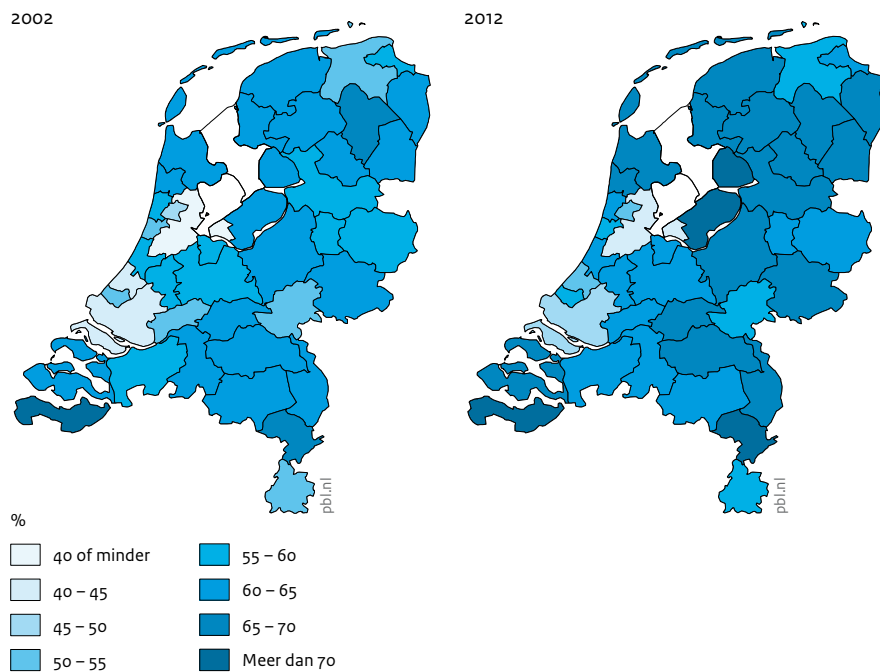 2002
2012
pbl.nl
pbl.nl
%
40 of minder
40 – 45
45 – 50
50 – 55
55 – 60
60 – 65
65 – 70
Meer dan 70